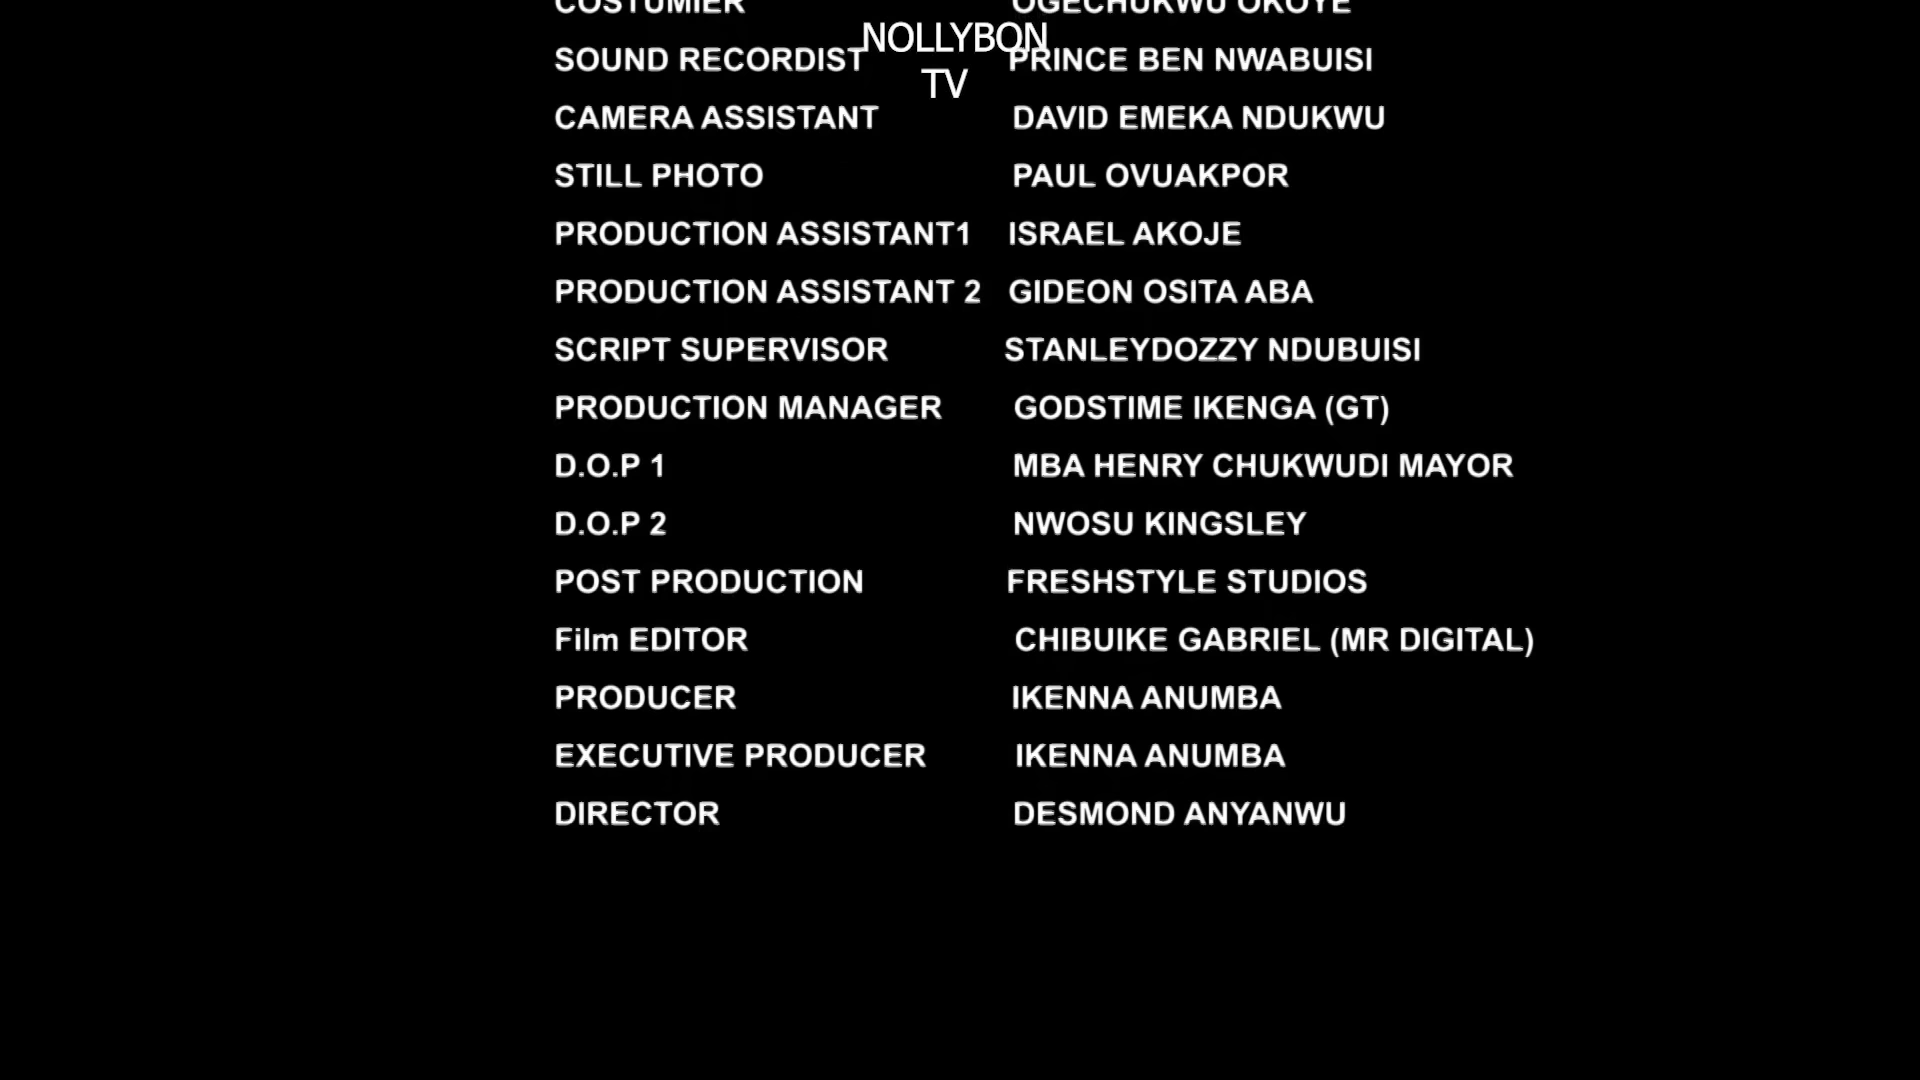 COSTUMIER OGECHUKWU OKOYE
NOLLYBON
TV
SOUND RECORDIST PRINCE BEN NWABUISI
CAMERA ASSISTANT DAVID EMEKA NDUKWU
STILL PHOTO PAUL OVUAKPOR
PRODUCTION ASSISTANT1 ISRAEL AKOJE
PRODUCTION ASSISTANT 2 GIDEON OSITA ABA
SCRIPT SUPERVISOR STANLEYDOZZY NDUBUISI
PRODUCTION MANAGER GODSTIME IKENGA (GT)
D.O.P 1 MBA HENRY CHUKWUDI MAYOR
D.O.P 2 NWOSU KINGSLEY
POST PRODUCTION FRESHSTYLE STUDIOS
Film EDITOR CHIBUIKE GABRIEL (MR DIGITAL)
PRODUCER IKENNA ANUMBA
EXECUTIVE PRODUCER IKENNA ANUMBA
DIRECTOR DESMOND ANYANWU